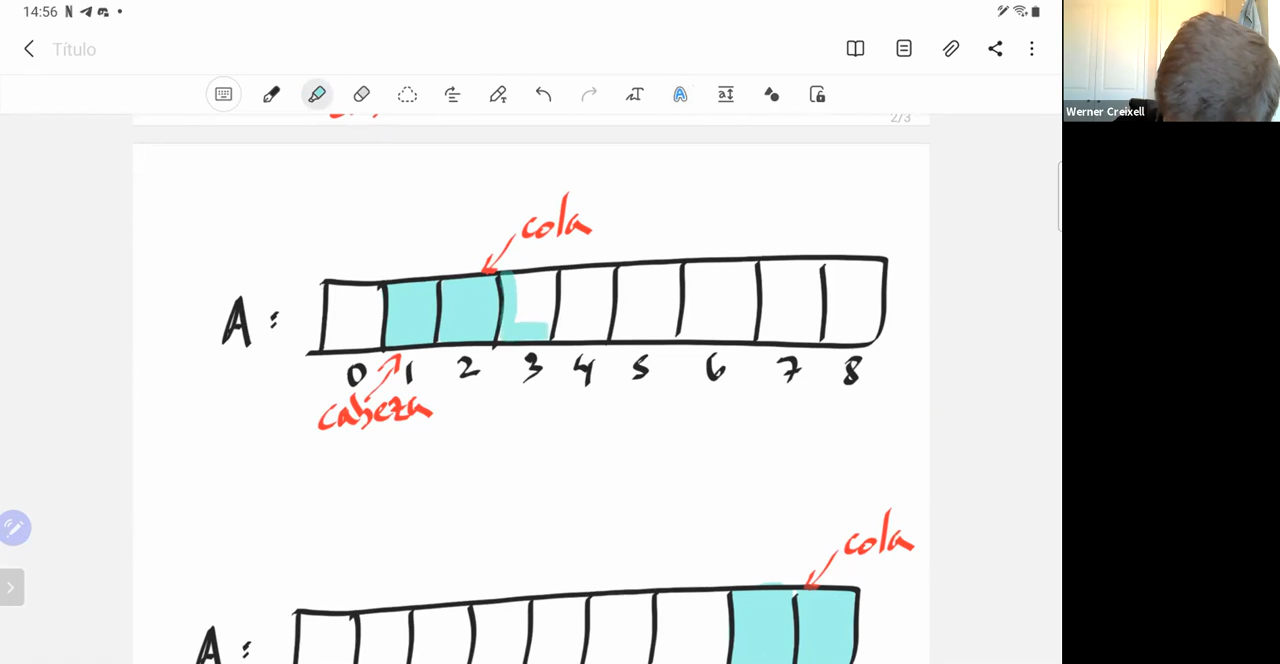 14:56 N
Título
Werner Creixell
2/3
cola
A:
0 1 2 3 4 5 6 7 8
cabeza
cola
A: